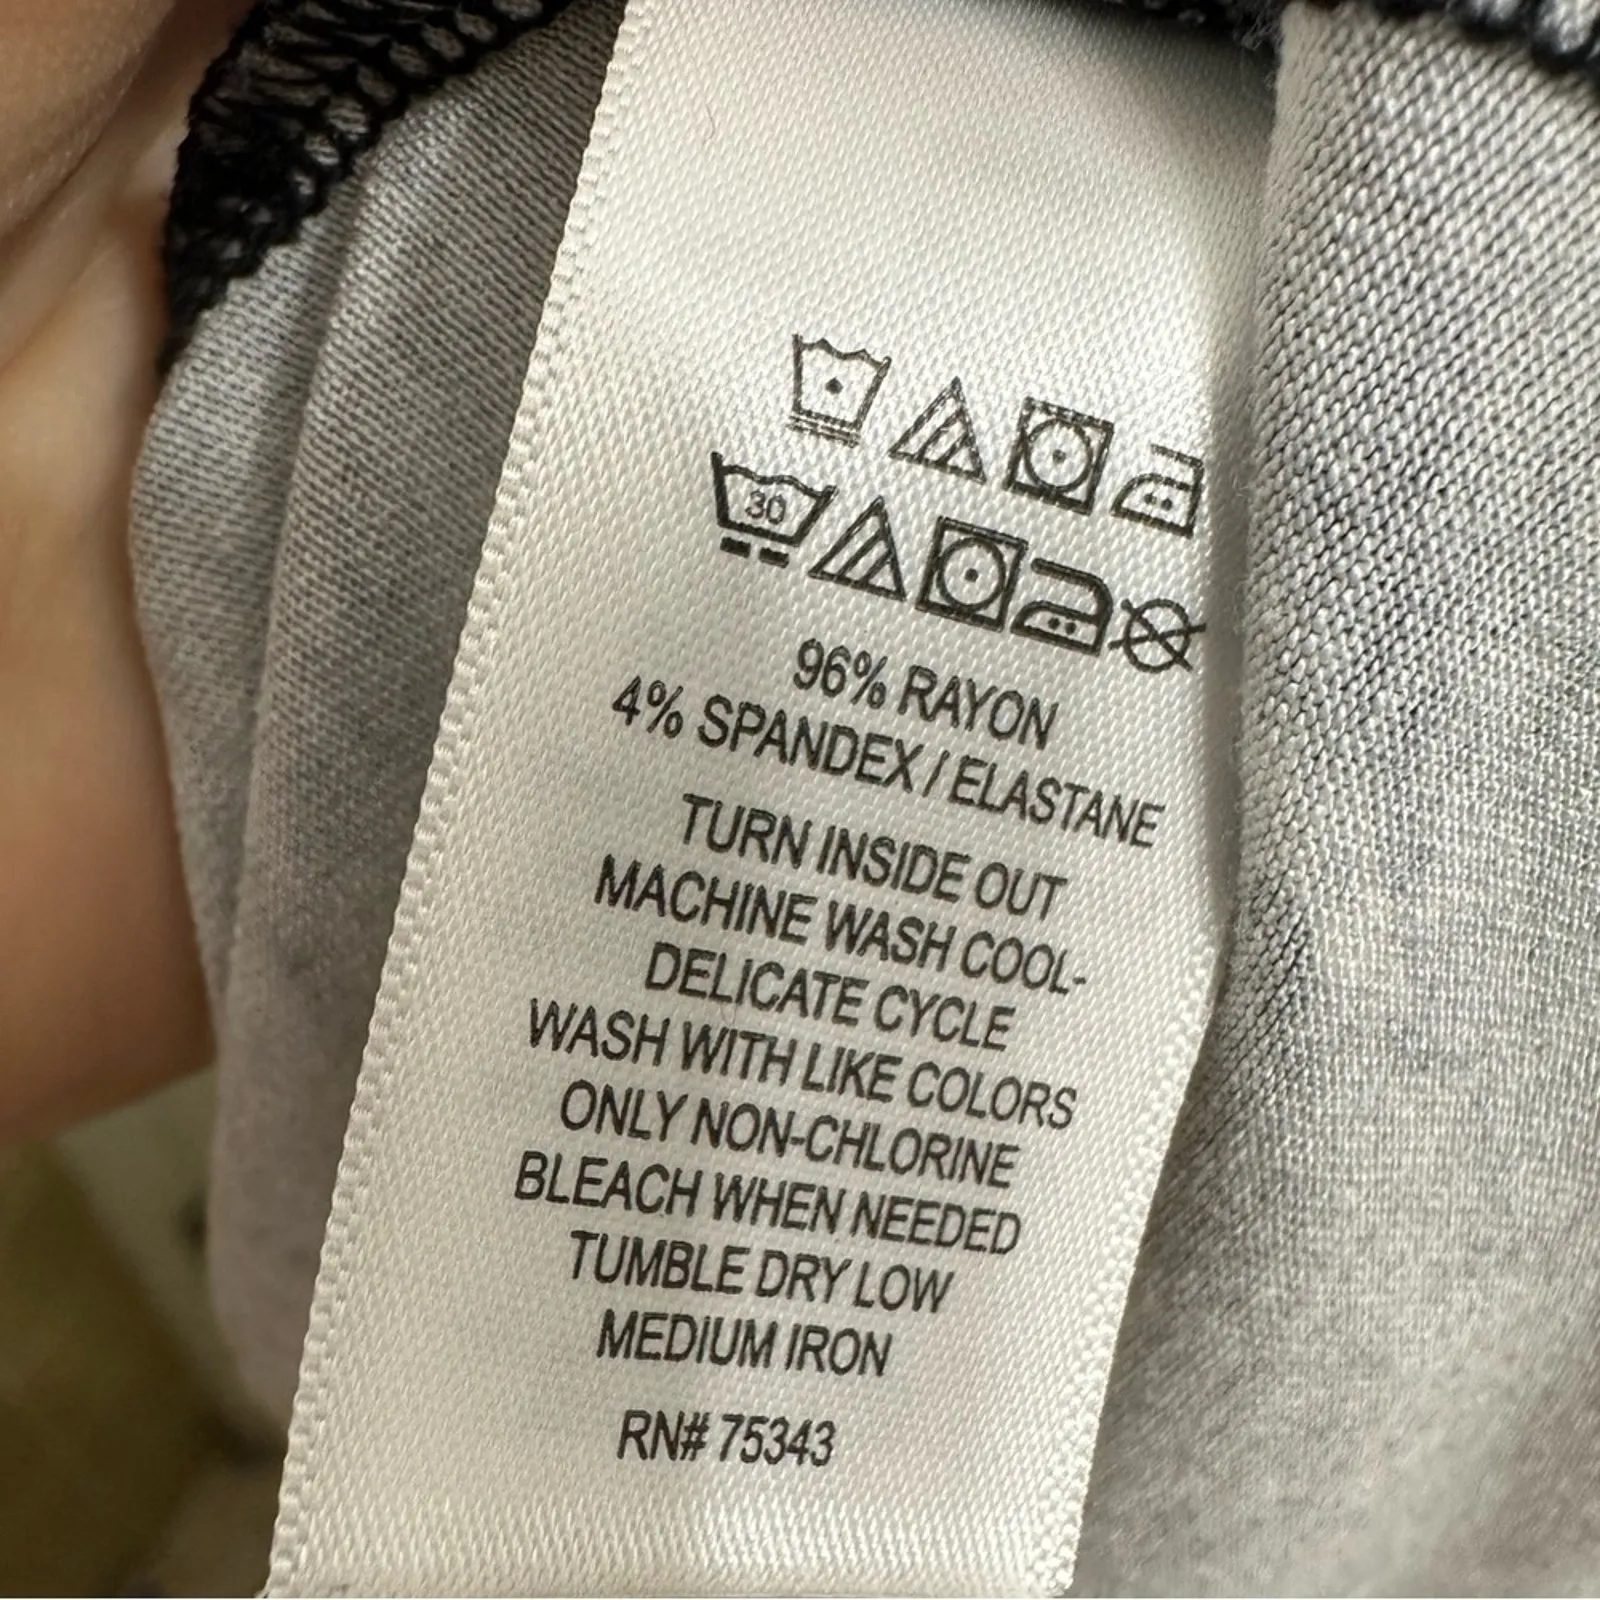 30
96% RAYON
4% SPANDEX / ELASTANE
TURN INSIDE OUT
MACHINE WASH COOL-
DELICATE CYCLE
WASH WITH LIKE COLORS
ONLY NON-CHLORINE
BLEACH WHEN NEEDED
TUMBLE DRY LOW
MEDIUM IRON
RN# 75343